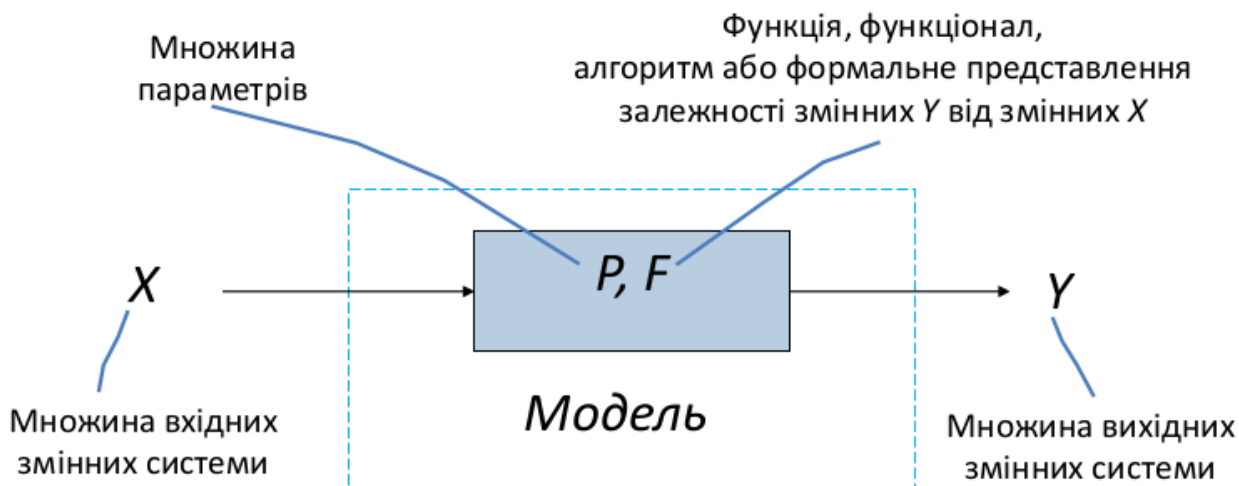 Множина
параметрів
Функція, функціонал,
алгоритм або формальне представлення
залежності змінних Y від змінних X
X
P, F
Y
Модель
Множина вхідних
змінних системи
Множина вихідних
змінних системи